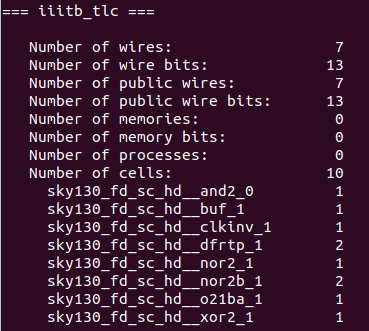 === iiitb_tlc ===
Number of wires: 7
Number of wire bits: 13
Number of public wires: 7
Number of public wire bits: 13
Number of memories: 0
Number of memory bits: 0
Number of processes: 0
Number of cells: 10
sky130_fd_sc_hd__and2_0 1
sky130_fd_sc_hd__buf_1 1
sky130_fd_sc_hd__clkinv_1 1
sky130_fd_sc_hd__dfrtp_1 2
sky130_fd_sc_hd__nor2_1 1
sky130_fd_sc_hd__nor2b_1 2
sky130_fd_sc_hd__o21ba_1 1
sky130_fd_sc_hd__xor2_1 1